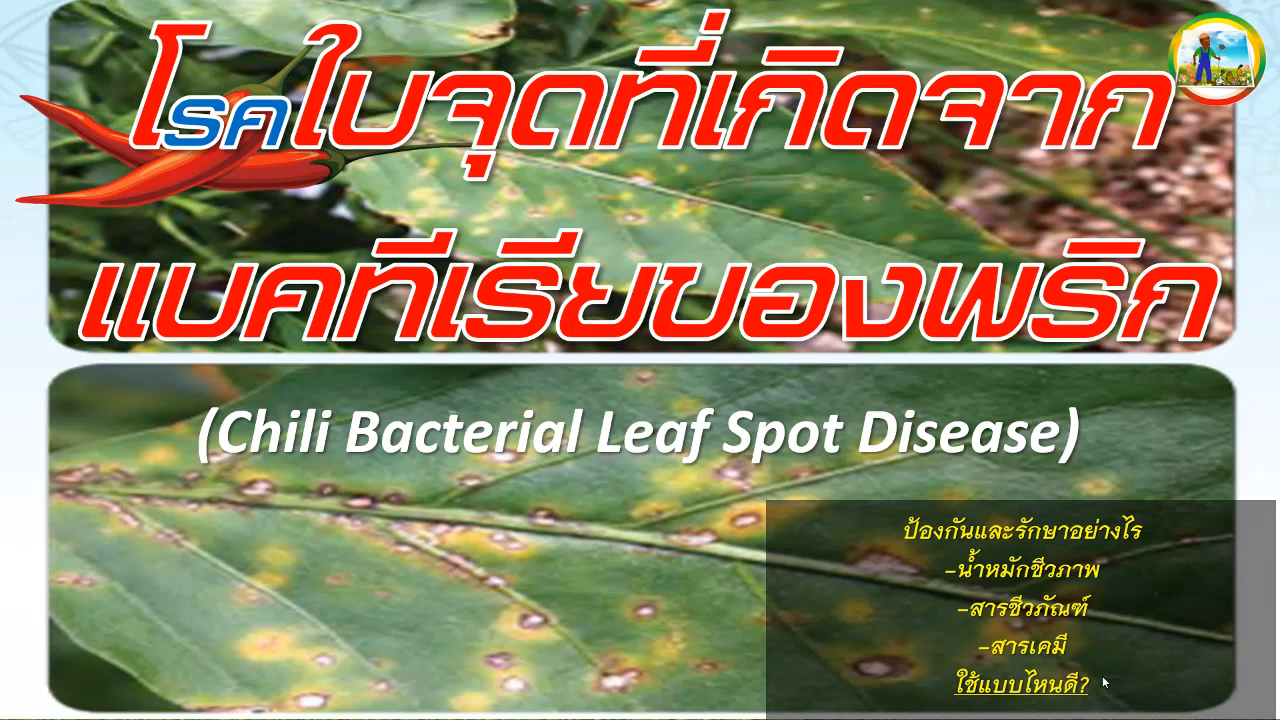 โรคใบจุดที่เกิดจาก
แบคทีเรียของพริก
(Chili Bacterial Leaf Spot Disease)
ป้องกันและรักษาอย่างไร
-น้ำหมักชีวภาพ
-สารชีวภัณฑ์
-สารเคมี
ใช้แบบไหนดี?